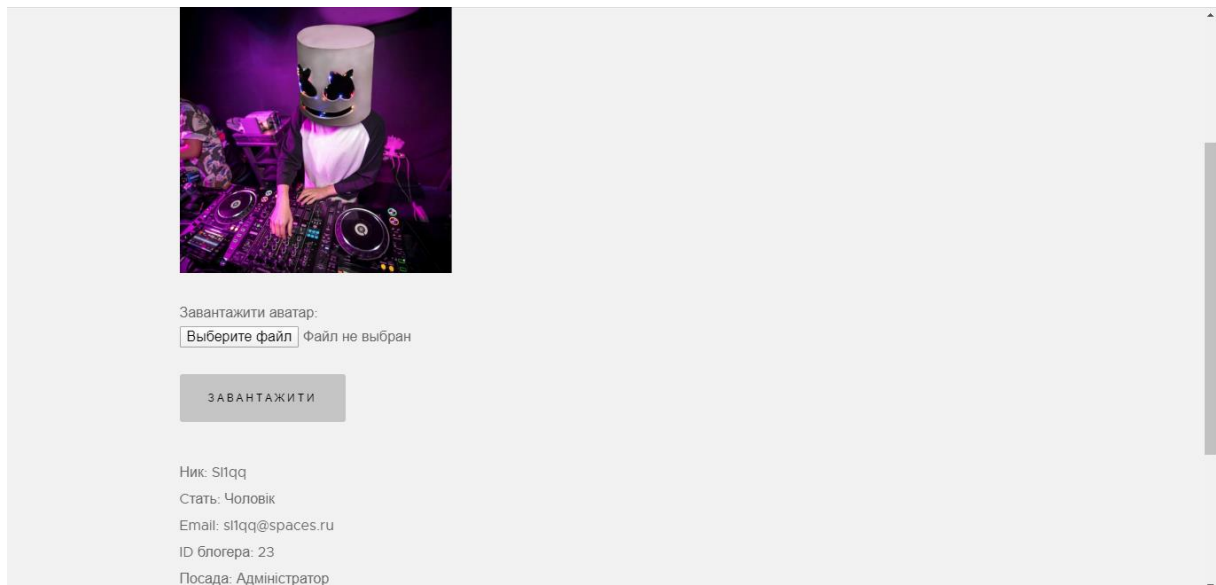 Завантажити аватар:
Выберите файл Файл не выбран
ЗАВАНТАЖИТИ
Ник: Sl1qq
Стать: Чоловік
Email: sl1qq@spaces.ru
ID блогера: 23
Посада: Адміністратор